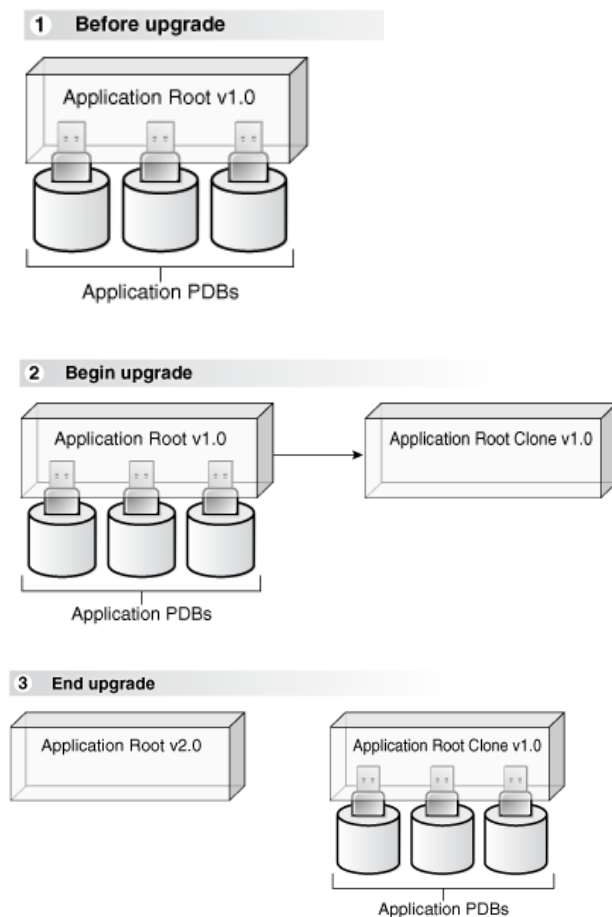 1 Before upgrade
Application Root v1.0
Application PDBs
2 Begin upgrade
Application Root v1.0
Application Root Clone v1.0
Application PDBs
3 End upgrade
Application Root v2.0
Application Root Clone v1.0
Application PDBs